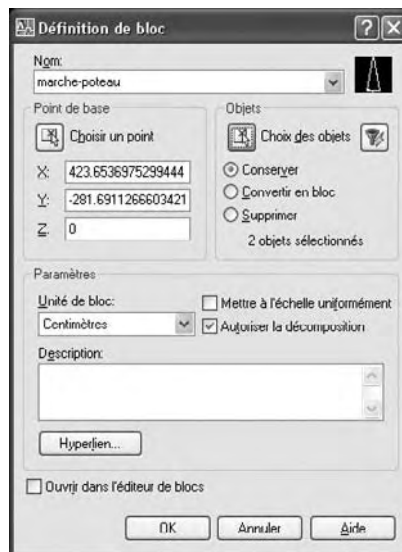 Définition de bloc
Nom:
marche-poteau
Point de base
Choisir un point
X: 423.6536975299444
Y: -281.6911266603421
Z: 0
Objets
Choix des objets
Conserver
Convertir en bloc
Supprimer
2 objets sélectionnés
Paramètres
Unité de bloc:
Centimètres
Mettre à l'échelle uniformément
Autoriser la décomposition
Description:
Hyperlien...
Ouvrir dans l'éditeur de blocs
OK Annuler Aide